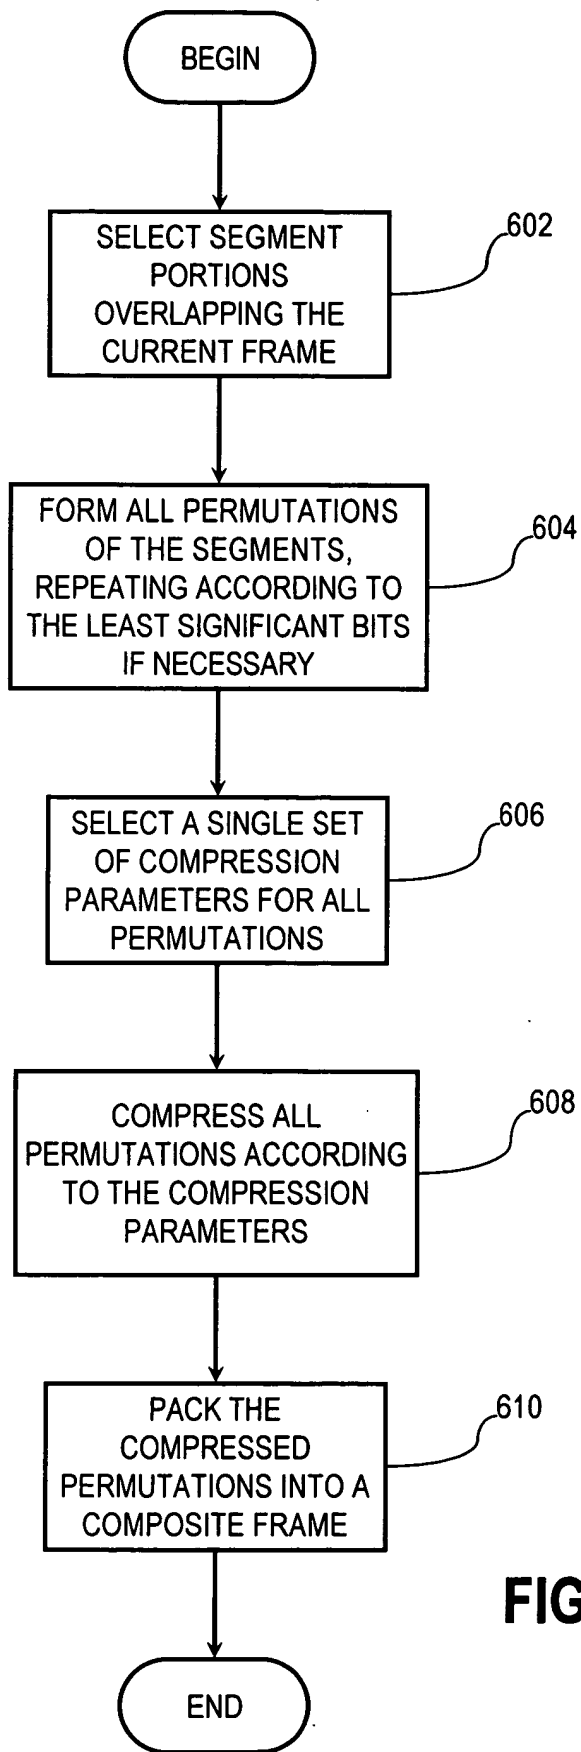 BEGIN
SELECT SEGMENT
PORTIONS
OVERLAPPING THE
CURRENT FRAME
602
FORM ALL PERMUTATIONS
OF THE SEGMENTS,
REPEATING ACCORDING TO
THE LEAST SIGNIFICANT BITS
IF NECESSARY
604
SELECT A SINGLE SET
OF COMPRESSION
PARAMETERS FOR ALL
PERMUTATIONS
606
COMPRESS ALL
PERMUTATIONS ACCORDING
TO THE COMPRESSION
PARAMETERS
608
PACK THE
COMPRESSED
PERMUTATIONS INTO A
COMPOSITE FRAME
610
FIG
END